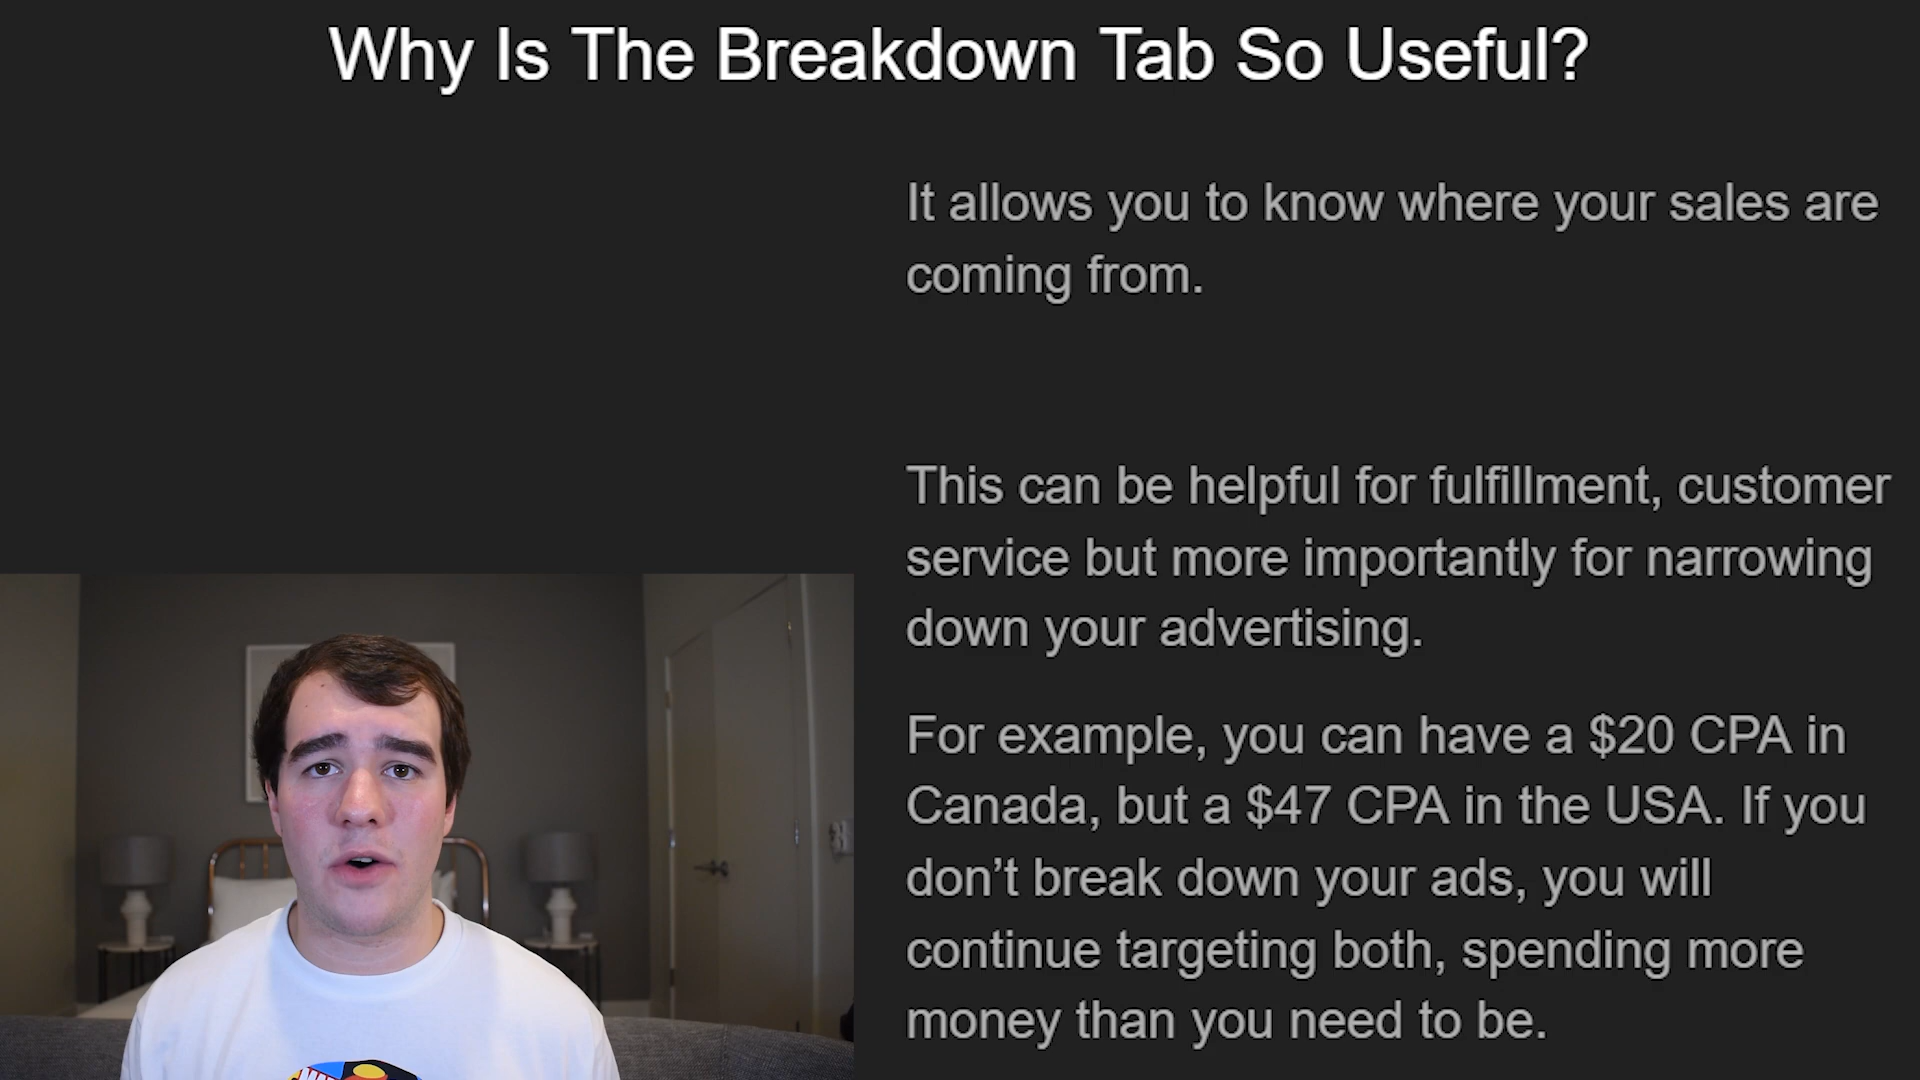 Why Is The Breakdown Tab So Useful?
It allows you to know where your sales are
coming from.
This can be helpful for fulfillment, customer
service but more importantly for narrowing
down your advertising.
For example, you can have a $20 CPA in
Canada, but a $47 CPA in the USA. If you
don’t break down your ads, you will
continue targeting both, spending more
money than you need to be.